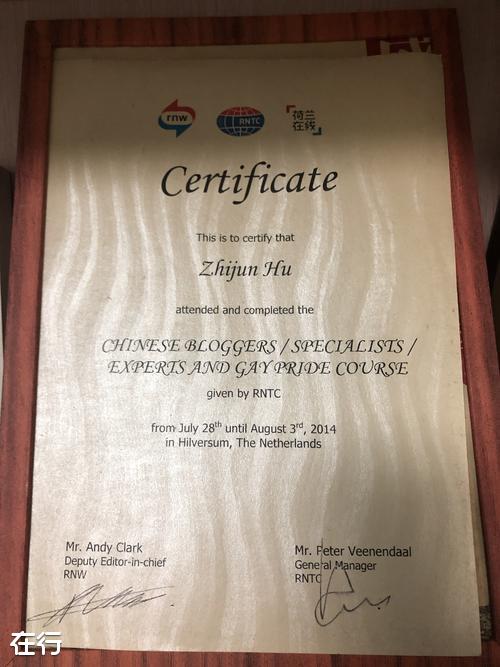 rnw
RNTC
荷兰
在线
Certificate
This is to certify that
Zhijun Hu
attended and completed the
CHINESE BLOGGERS / SPECIALISTS /
EXPERTS AND GAY PRIDE COURSE
given by RNTC
from July 28th until August 3rd, 2014
in Hilversum, The Netherlands
Mr. Andy Clark
Deputy Editor-in-chief
RNW
Mr. Peter Veenendaal
General Manager
RNTC
在行